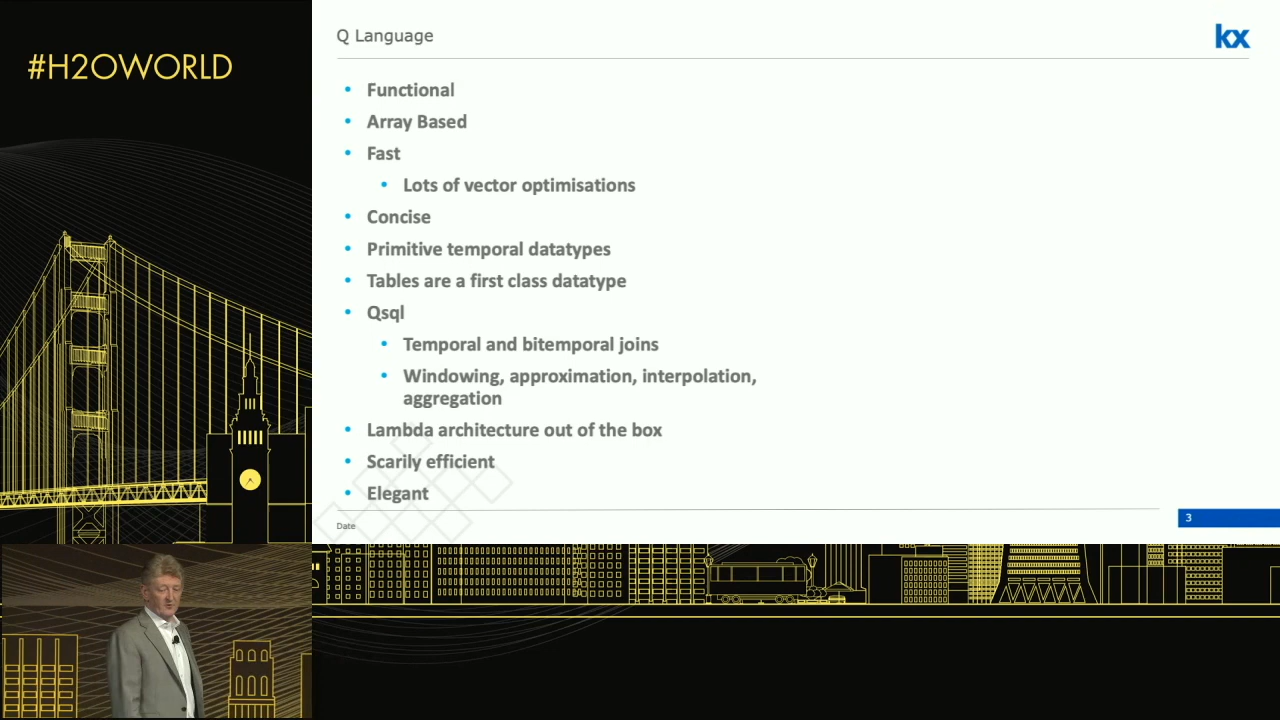 #H2OWORLD
Q Language
kx
Functional
Array Based
Fast
Lots of vector optimisations
Concise
Primitive temporal datatypes
Tables are a first class datatype
Qsql
Temporal and bitemporal joins
Windowing, approximation, interpolation,
aggregation
Lambda architecture out of the box
Scarily efficient
Elegant
Date
3